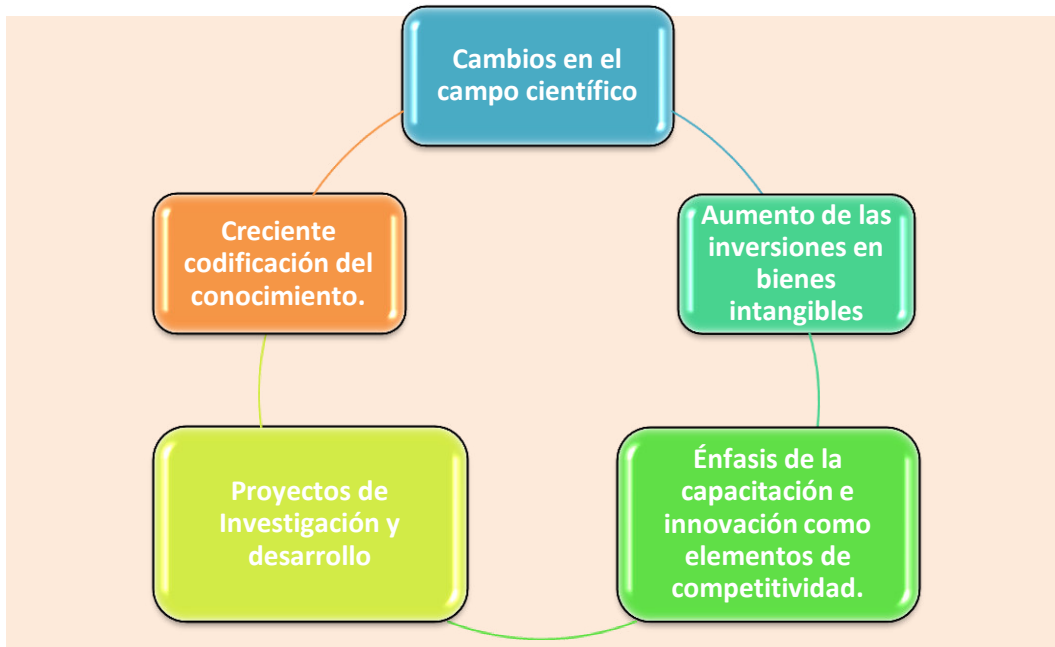 Cambios en el
campo científico
Aumento de las
inversiones en
bienes
intangibles
Énfasis de la
capacitación e
innovación como
elementos de
competitividad.
Proyectos de
Investigación y
desarrollo
Creciente
codificación del
conocimiento.